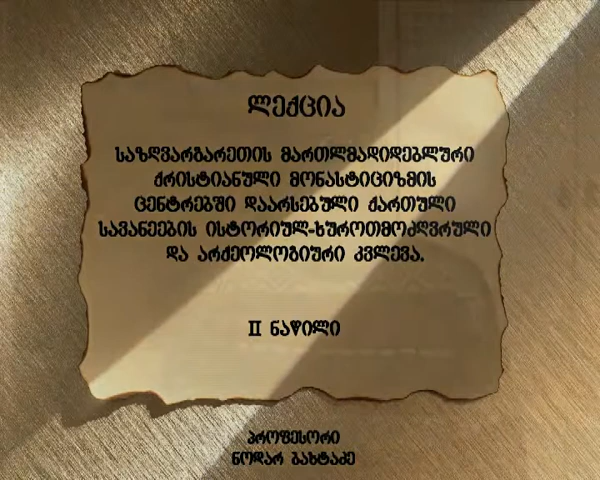 ლექცია
საზღვარგარეთის მართლმადიდებლური
ქრისტიანული მონასტიციზმის
ცენტრებში დაარსებული ქართული
სავანეების ისტორიულ-ხუროთმოძღვრული
და არქეოლოგიური კვლევა.
II ნაწილი
პროფესორი
ნოდარ ბახტაძე